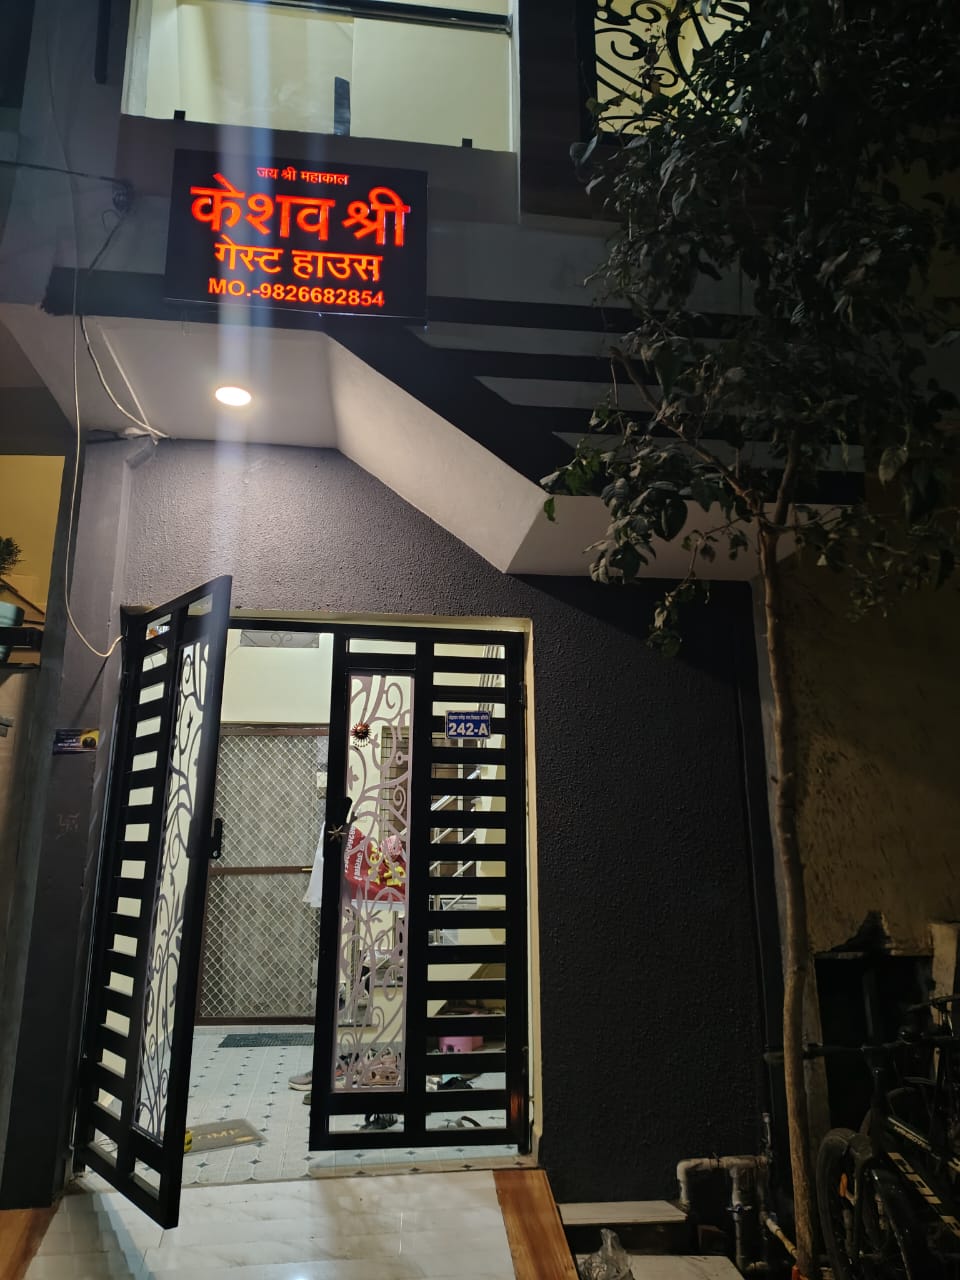 जय श्री महाकाल
केशव श्री
गेस्ट हाउस
MO.-9826682854
242-A